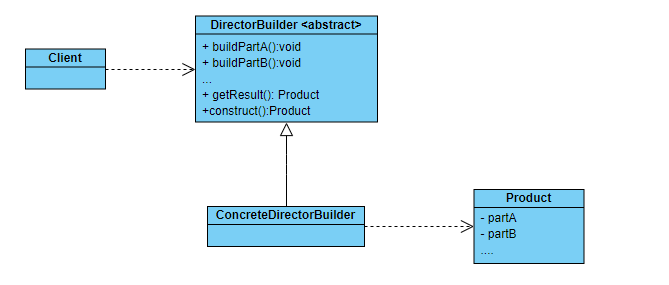 Client
DirectorBuilder <abstract>
+ buildPartA():void
+ buildPartB():void
...
+ getResult(): Product
+construct():Product
ConcreteDirectorBuilder
Product
- partA
- partB
....